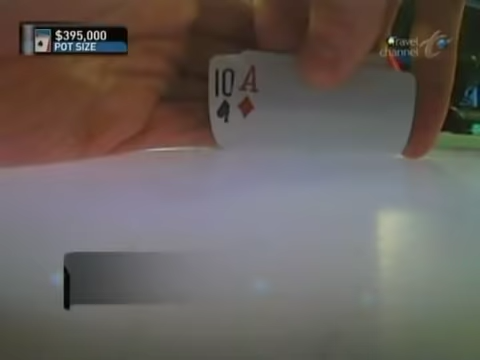 $395,000
POT SIZE
Travel
channel
10 A